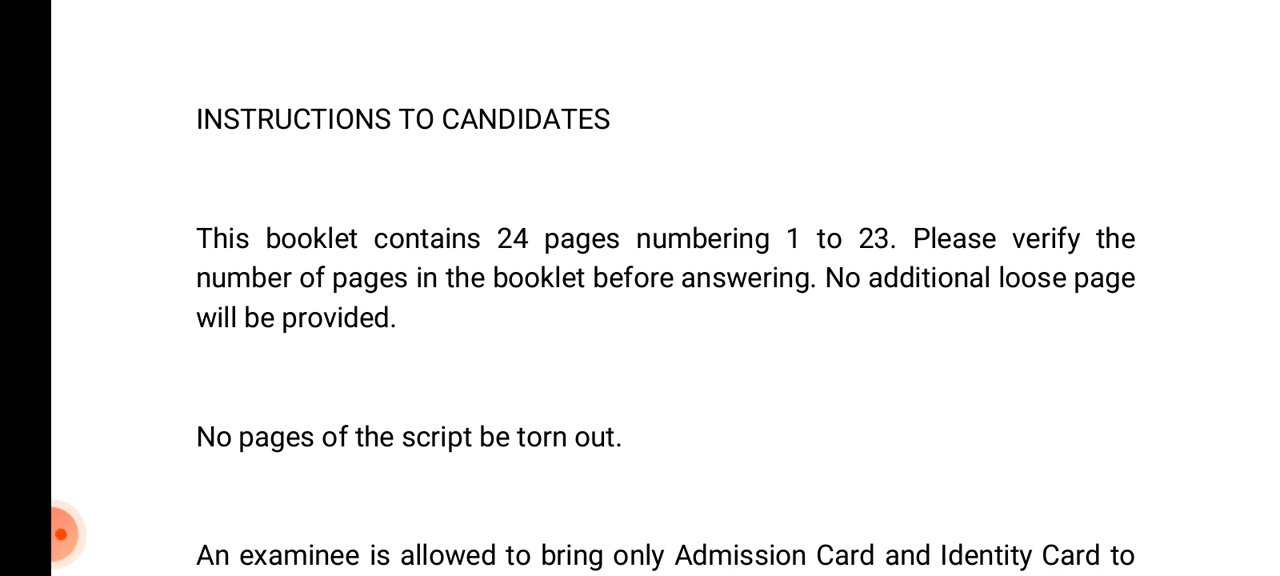 INSTRUCTIONS TO CANDIDATES
This booklet contains 24 pages numbering 1 to 23. Please verify the
number of pages in the booklet before answering. No additional loose page
will be provided.
No pages of the script be torn out.
An examinee is allowed to bring only Admission Card and Identity Card to